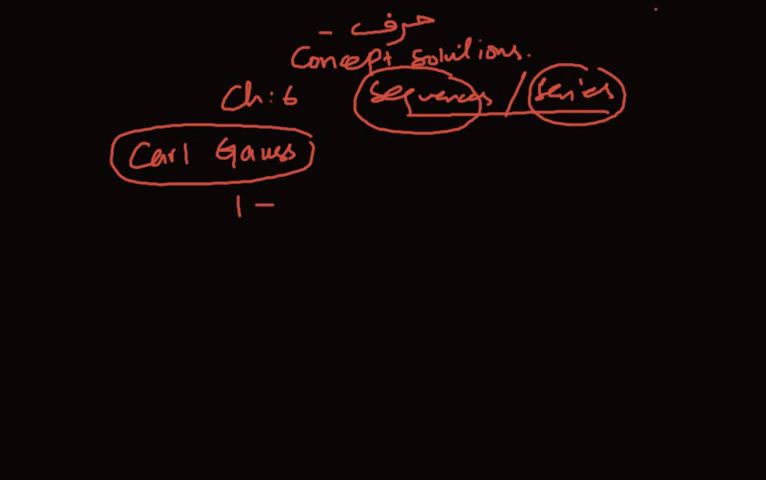 حرف -
Concept Solutions.
Ch:6 Sequences / Series
Carl Gauss
1 -